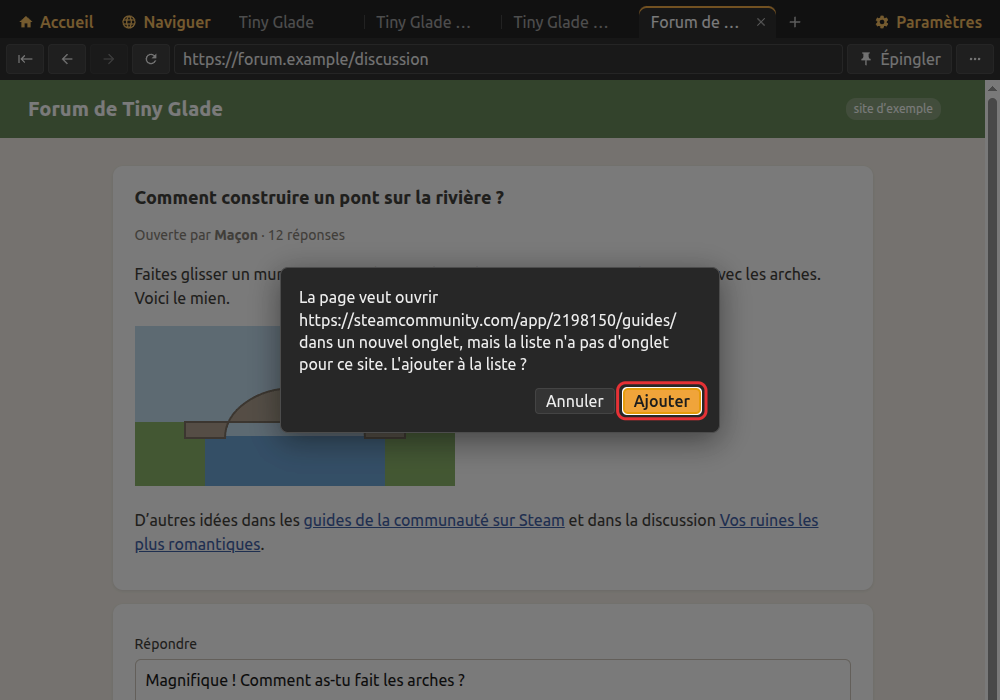 Accueil
Naviguer
Tiny Glade
Tiny Glade ...
Tiny Glade ...
Forum de ...
Paramètres
https://forum.example/discussion
Épingler
Forum de Tiny Glade
site d'exemple
Comment construire un pont sur la rivière ?
Ouverte par Maçon · 12 réponses
Faites glisser un mur
vec les arches.
Voici le mien.
La page veut ouvrir
https://steamcommunity.com/app/2198150/guides/
dans un nouvel onglet, mais la liste n'a pas d'onglet
pour ce site. L'ajouter à la liste ?
Annuler
Ajouter
D’autres idées dans les guides de la communauté sur Steam et dans la discussion Vos ruines les
plus romantiques.
Répondre
Magnifique ! Comment as-tu fait les arches ?